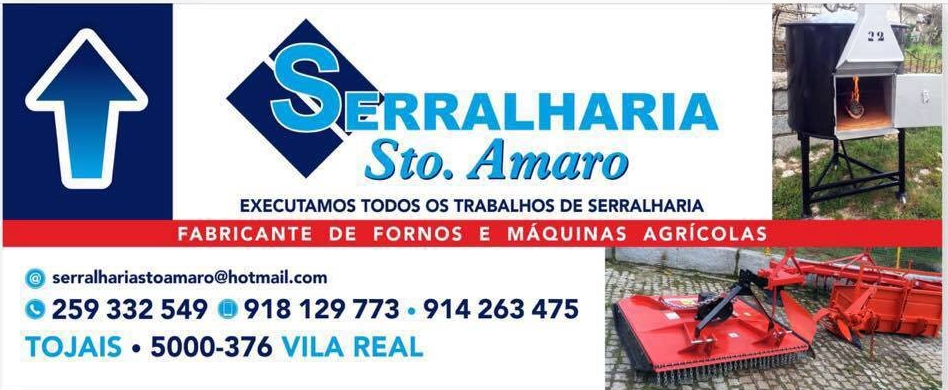 SERRALHARIA
Sto. Amaro
EXECUTAMOS TODOS OS TRABALHOS DE SERRALHARIA
FABRICANTE DE FORNOS E MÁQUINAS AGRÍCOLAS
22
@ serralhariastoamaro@hotmail.com
259 332 549 918 129 773 • 914 263 475
TOJAIS • 5000-376 VILA REAL